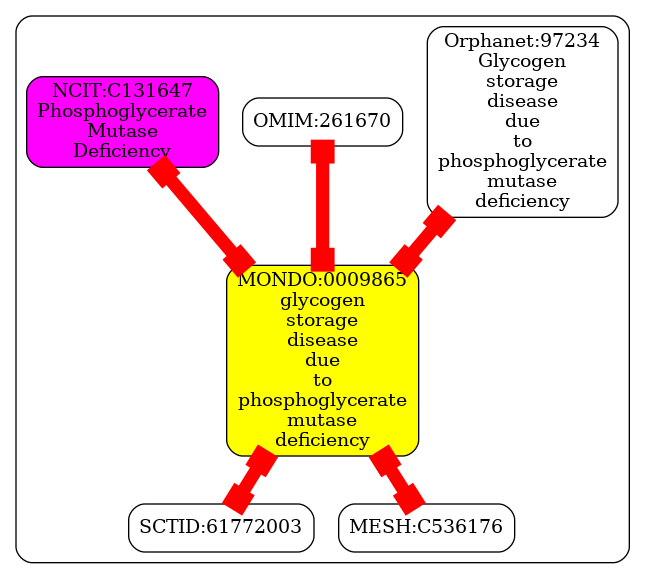 NCIT:C131647
Phosphoglycerate
Mutase
Deficiency
OMIM:261670
Orphanet:97234
Glycogen
storage
disease
due
to
phosphoglycerate
mutase
deficiency
MONDO:0009865
glycogen
storage
disease
due
to
phosphoglycerate
mutase
deficiency
SCTID:61772003
MESH:C536176